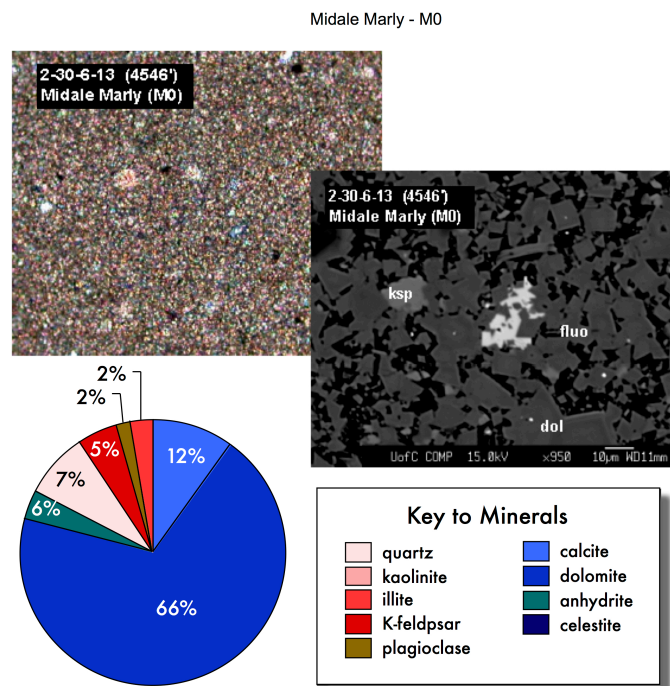 Midale Marly - M0
2-30-6-13 (4546')
Midale Marly (M0)
2-30-6-13 (4546')
Midale Marly (M0)
ksp
fluo
dol
UofC COMP 15.0kV x950 10µm WD11mm
2%
2%
5%
12%
7%
6%
66%
Key to Minerals
quartz
kaolinite
illite
K-feldpsar
plagioclase
calcite
dolomite
anhydrite
celestite